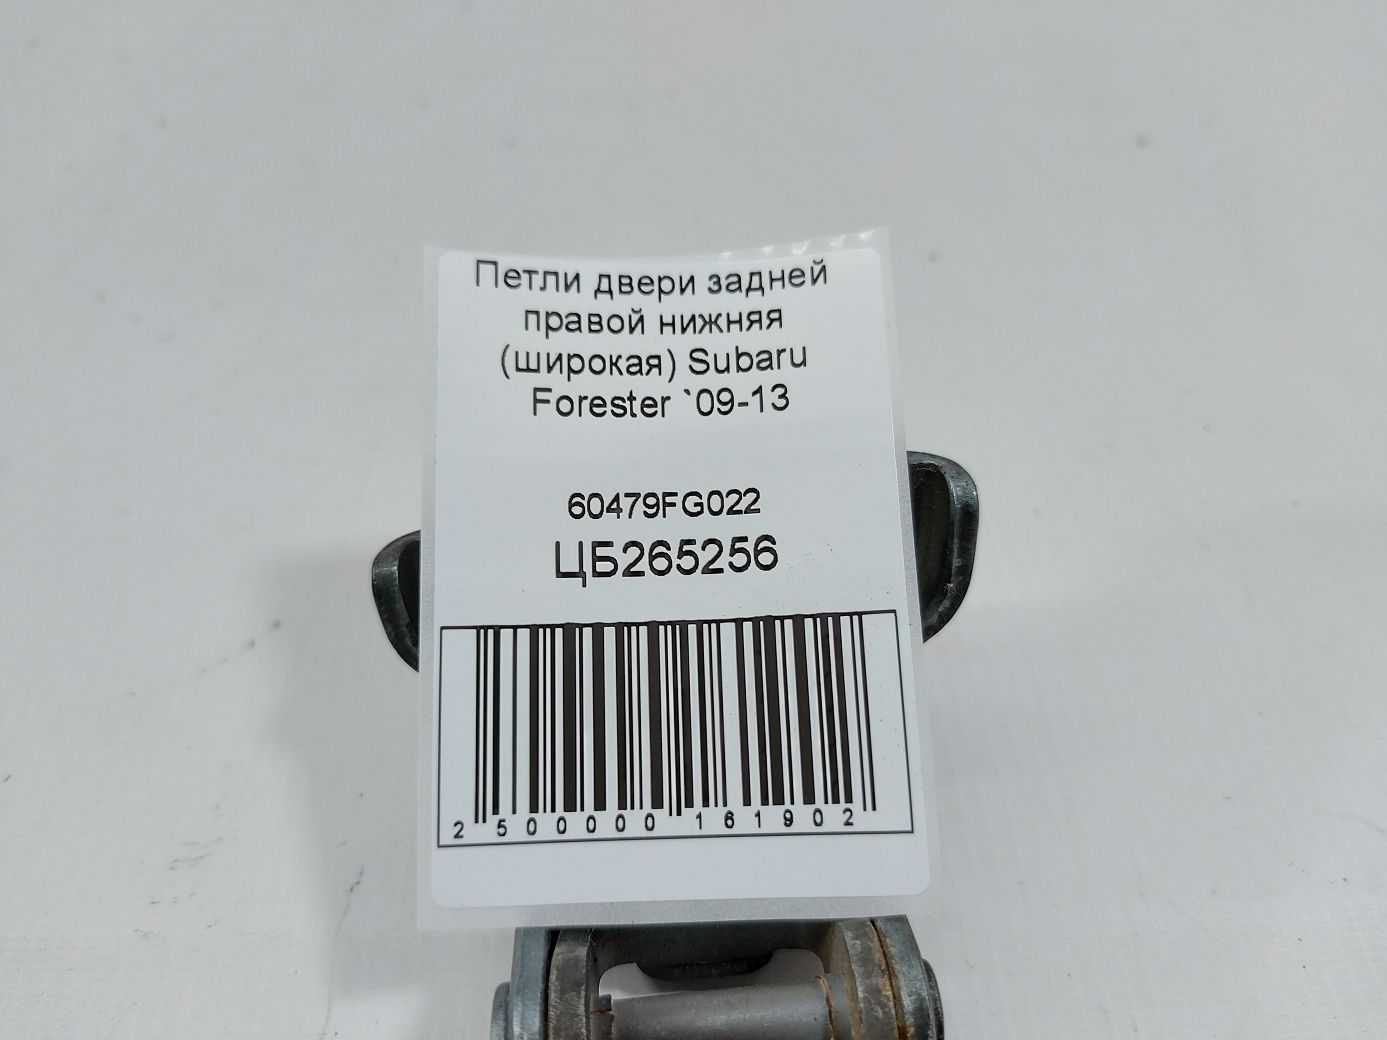 Петли двери задней
правой нижняя
(широкая) Subaru
Forester `09-13
60479FG022
ЦБ265256
2 500000 161902